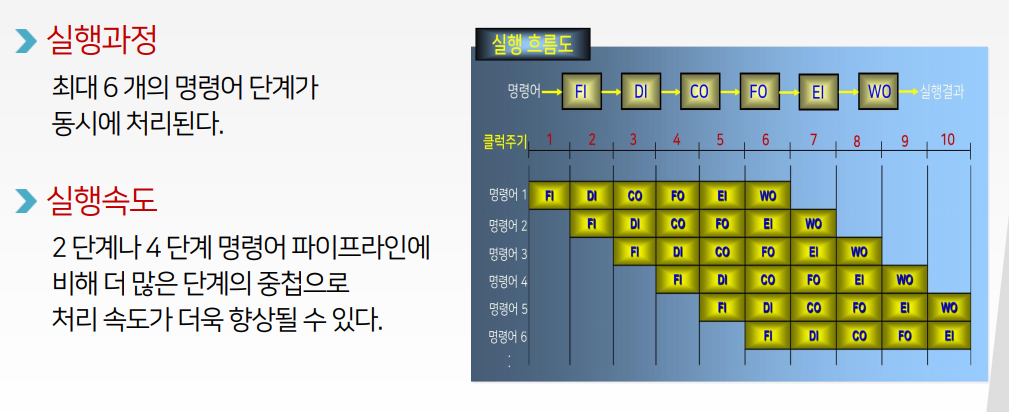 실행과정
최대 6 개의 명령어 단계가
동시에 처리된다.
실행속도
2 단계나 4 단계 명령어 파이프라인에
비해 더 많은 단계의 중첩으로
처리 속도가 더욱 향상될 수 있다.
실행 흐름도
명령어 FI DI CO FO EI WO 실행결과
클럭주기 1 2 3 4 5 6 7 8 9 10
명령어 1 FI DI CO FO EI WO
명령어 2 FI DI CO FO EI WO
명령어 3 FI DI CO FO EI WO
명령어 4 FI DI CO FO EI WO
명령어 5 FI DI CO FO EI WO
명령어 6 FI DI CO FO EI
: